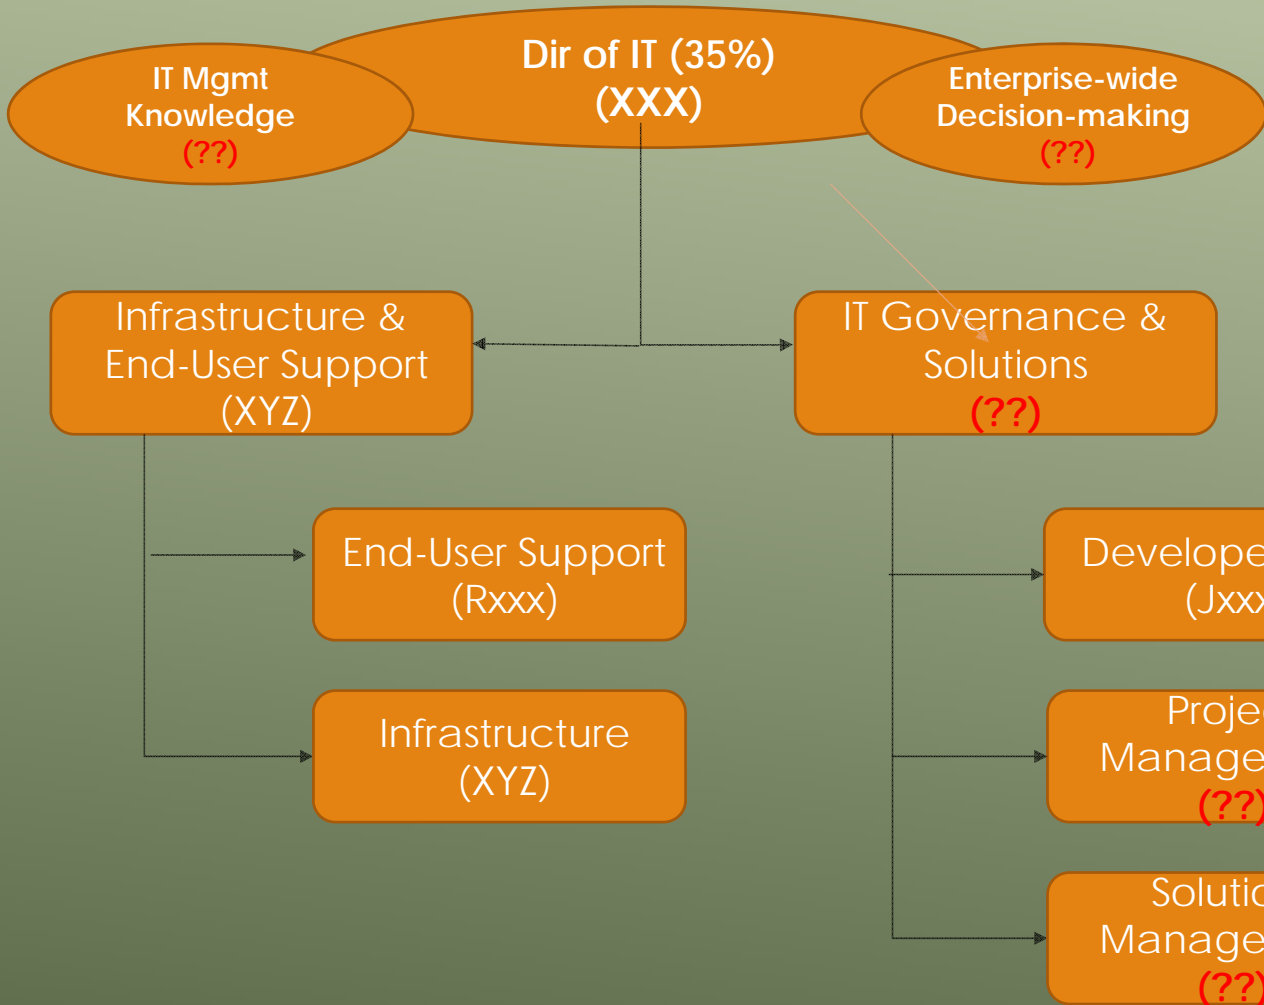 Dir of IT (35%)
(XXX)
IT Mgmt
Knowledge
(??)
Enterprise-wide
Decision-making
(??)
Infrastructure &
End-User Support
(XYZ)
IT Governance &
Solutions
(??)
End-User Support
(Rxxx)
Infrastructure
(XYZ)
(??)
(??)